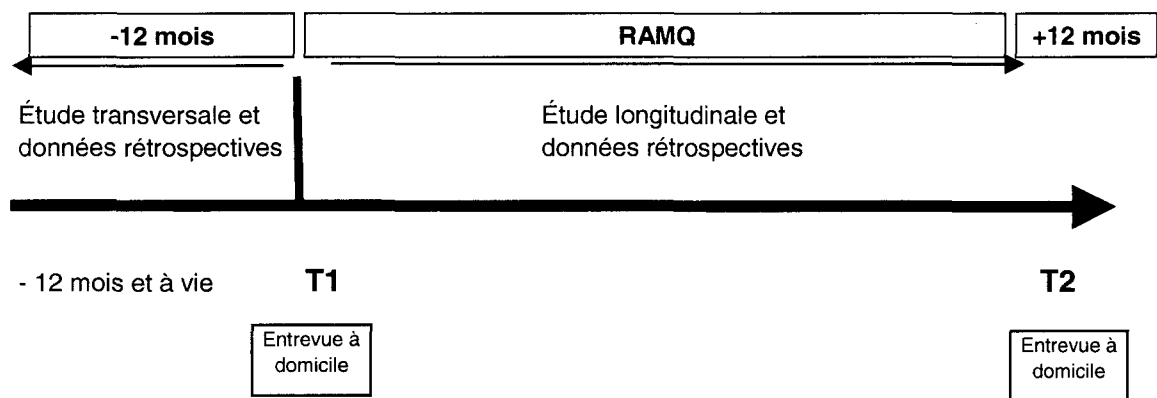 -12 mois
RAMQ
+12 mois
Étude transversale et
données rétrospectives
Étude longitudinale et
données rétrospectives
- 12 mois et à vie
T1
T2
Entrevue à
domicile
Entrevue à
domicile